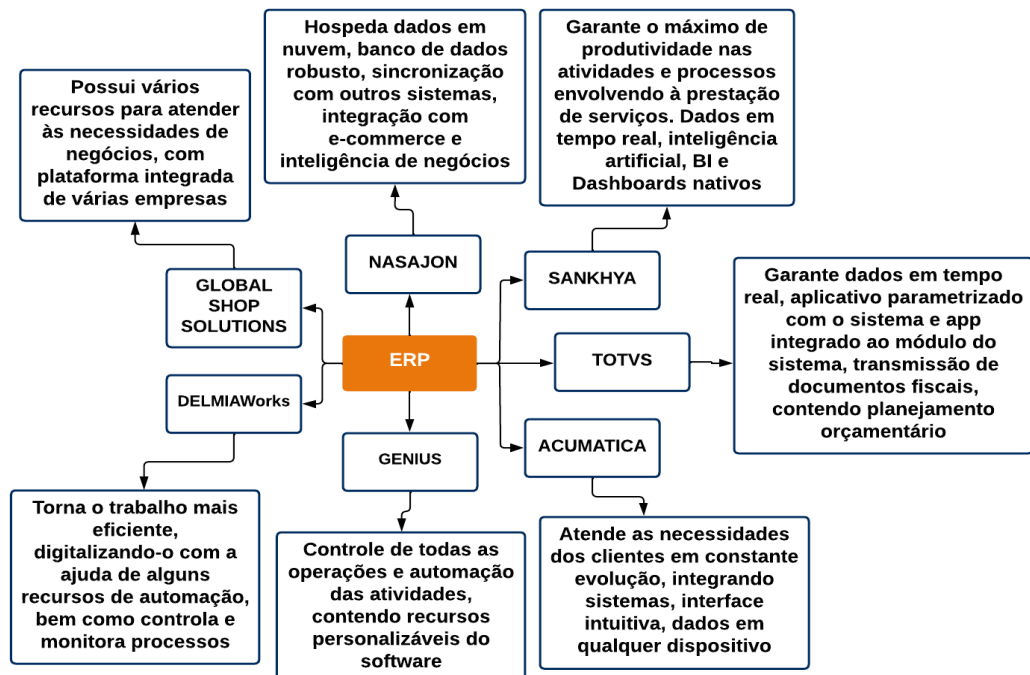 Hospeda dados em
nuvem, banco de dados
robusto, sincronização
com outros sistemas,
integração com
e-commerce e
inteligência de negócios
Garante o máximo de
produtividade nas
atividades e processos
envolvendo à prestação
de serviços. Dados em
tempo real, inteligência
artificial, BI e
Dashboards nativos
Possui vários
recursos para atender
às necessidades de
negócios, com
plataforma integrada
de várias empresas
NASAJON
SANKHYA
GLOBAL
SHOP
SOLUTIONS
ERP
TOTVS
Garante dados em tempo
real, aplicativo parametrizado
com o sistema e app
integrado ao módulo do
sistema, transmissão de
documentos fiscais,
contendo planejamento
orçamentário
DELMIAWorks
GENIUS
ACUMATICA
Torna o trabalho mais
eficiente,
digitalizando-o com a
ajuda de alguns
recursos de automação,
bem como controla e
monitora processos
Controle de todas as
operações e automação
das atividades,
contendo recursos
personalizáveis do
software
Atende as necessidades
dos clientes em constante
evolução, integrando
sistemas, interface
intuitiva, dados em
qualquer dispositivo